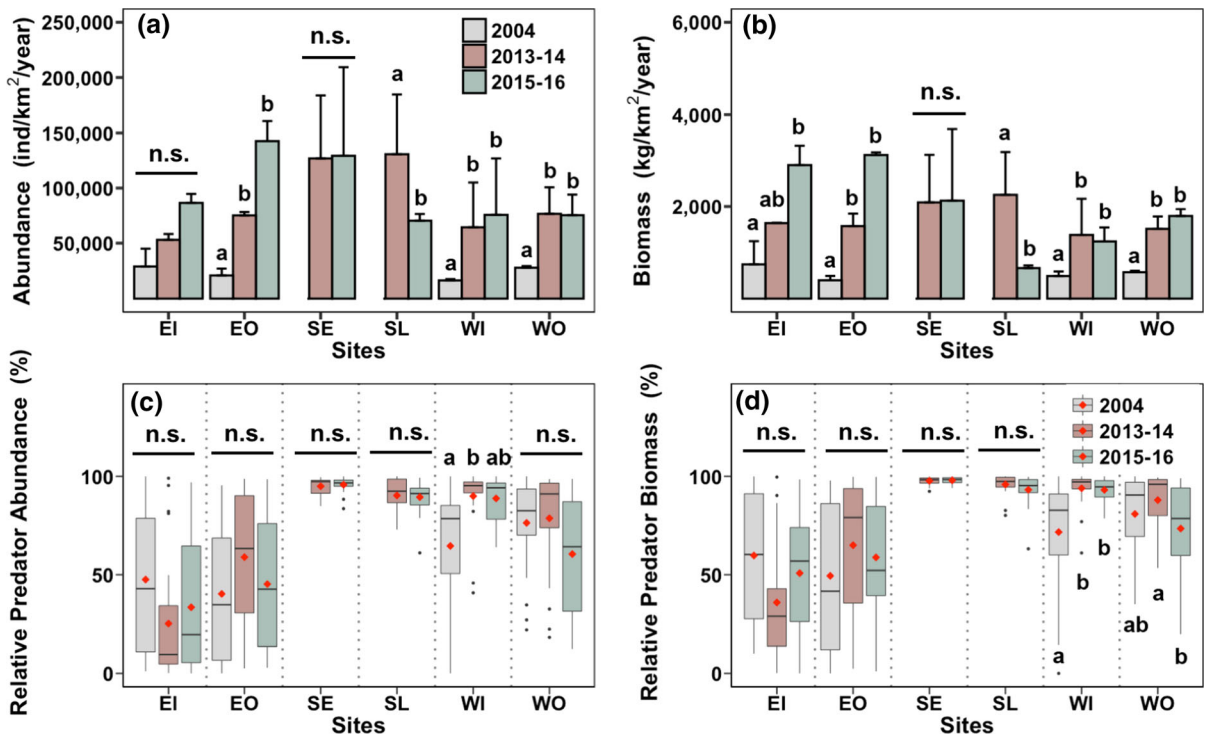 (a)
Abundance (ind/km²/year)
250,000
200,000
150,000
100,000
50,000
n.s.
a
b
b
n.s.
a
b
a
b
b
a
b
b
2004
2013-14
2015-16
EI EO SE SL WI WO
Sites
(b)
Biomass (kg/km²/year)
6,000
4,000
2,000
a
ab
b
a
b
b
n.s.
a
b
a
b
b
a
b
b
EI EO SE SL WI WO
Sites
(c)
Relative Predator Abundance (%)
100
50
0
n.s.
n.s.
n.s.
n.s.
a b ab
n.s.
EI EO SE SL WI WO
Sites
(d)
Relative Predator Biomass (%)
100
50
0
n.s.
n.s.
n.s.
n.s.
2004
2013-14
2015-16
a
b
b
ab
a
b
EI EO SE SL WI WO
Sites